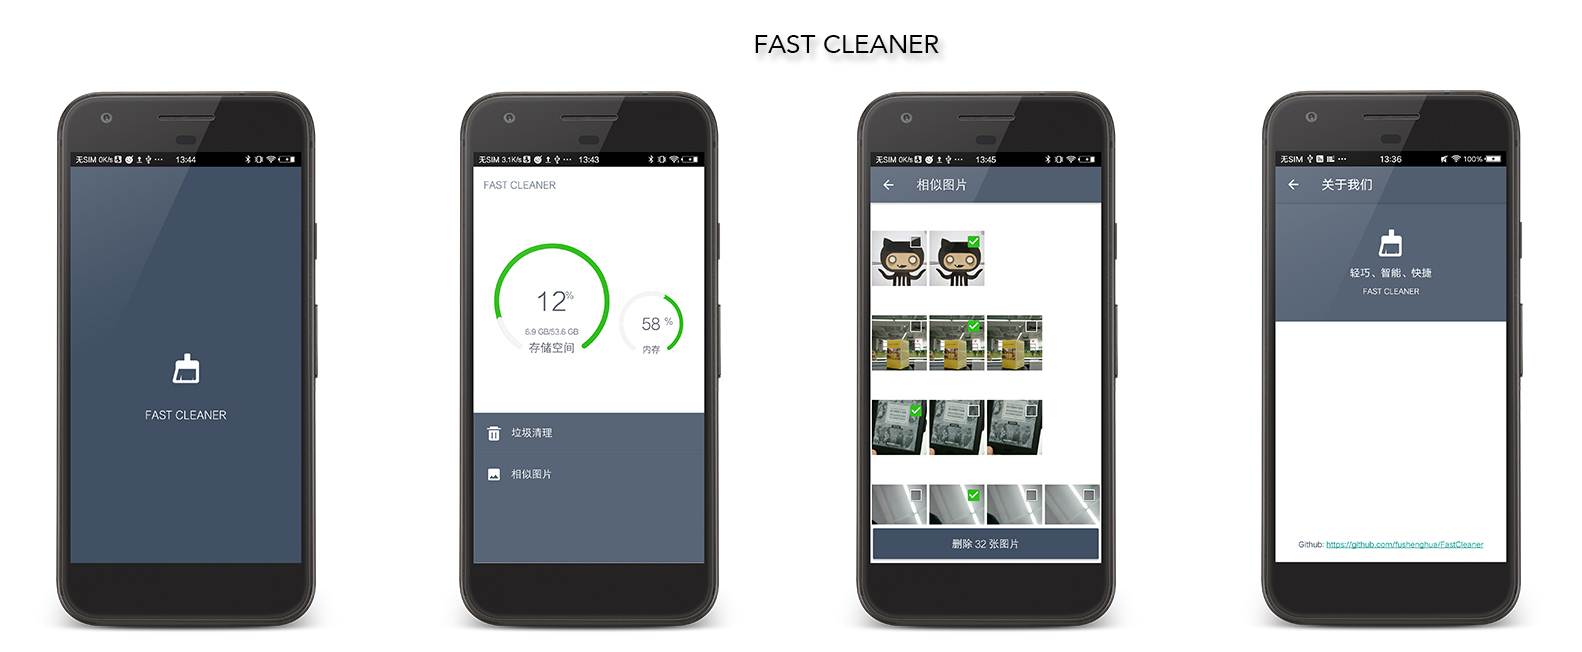 FAST CLEANER
无SIM 0K/s 13:44
FAST CLEANER
无SIM 3.1K/s 13:43
FAST CLEANER
12%
6.9 GB/53.6 GB
存储空间
58 %
内存
垃圾清理
相似图片
无SIM 0K/s 13:45
相似图片
删除 32 张图片
无SIM 13:36 100%
关于我们
轻巧、智能、快捷
FAST CLEANER
Github: https://github.com/fushenghua/FastCleaner